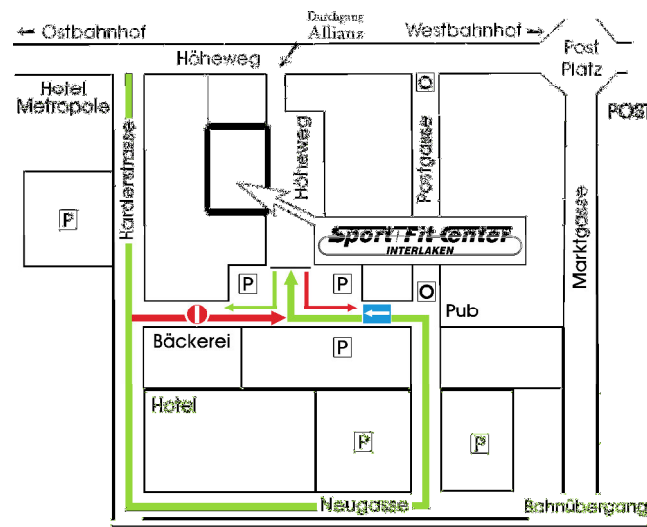 Ostbahnhof
Durchgang
Allianz
Westbahnhof
Post
Platz
Höheweg
Hotel
Metropole
POST
Harderstrasse
Höheweg
Postgasse
Marktgasse
P
Sport Fit Center
INTERLAKEN
P
P
Pub
Bäckerei
P
Hotel
P
P
Neugasse
Bahnübergang